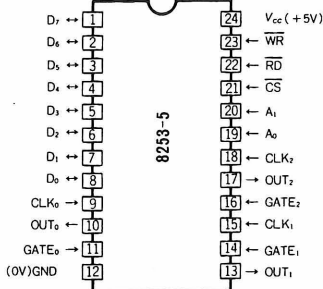 D₇ ↔ 1
D₆ ↔ 2
D₅ ↔ 3
D₄ ↔ 4
D₃ ↔ 5
D₂ ↔ 6
D₁ ↔ 7
D₀ ↔ 8
CLK₀ → 9
OUT₀ ← 10
GATE₀ → 11
(0V)GND 12
8253-5
24 Vcc (+5V)
23 ← W̅R̅
22 ← R̅D̅
21 ← C̅S̅
20 ← A₁
19 ← A₀
18 ← CLK₂
17 → OUT₂
16 ← GATE₂
15 ← CLK₁
14 ← GATE₁
13 → OUT₁